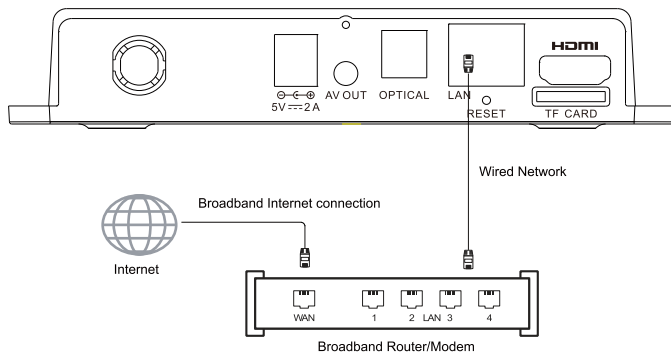 HDMI
AV OUT OPTICAL LAN
5V 2A
RESET
TF CARD
Wired Network
Broadband Internet connection
Internet
WAN 1 2 LAN 3 4
Broadband Router/Modem